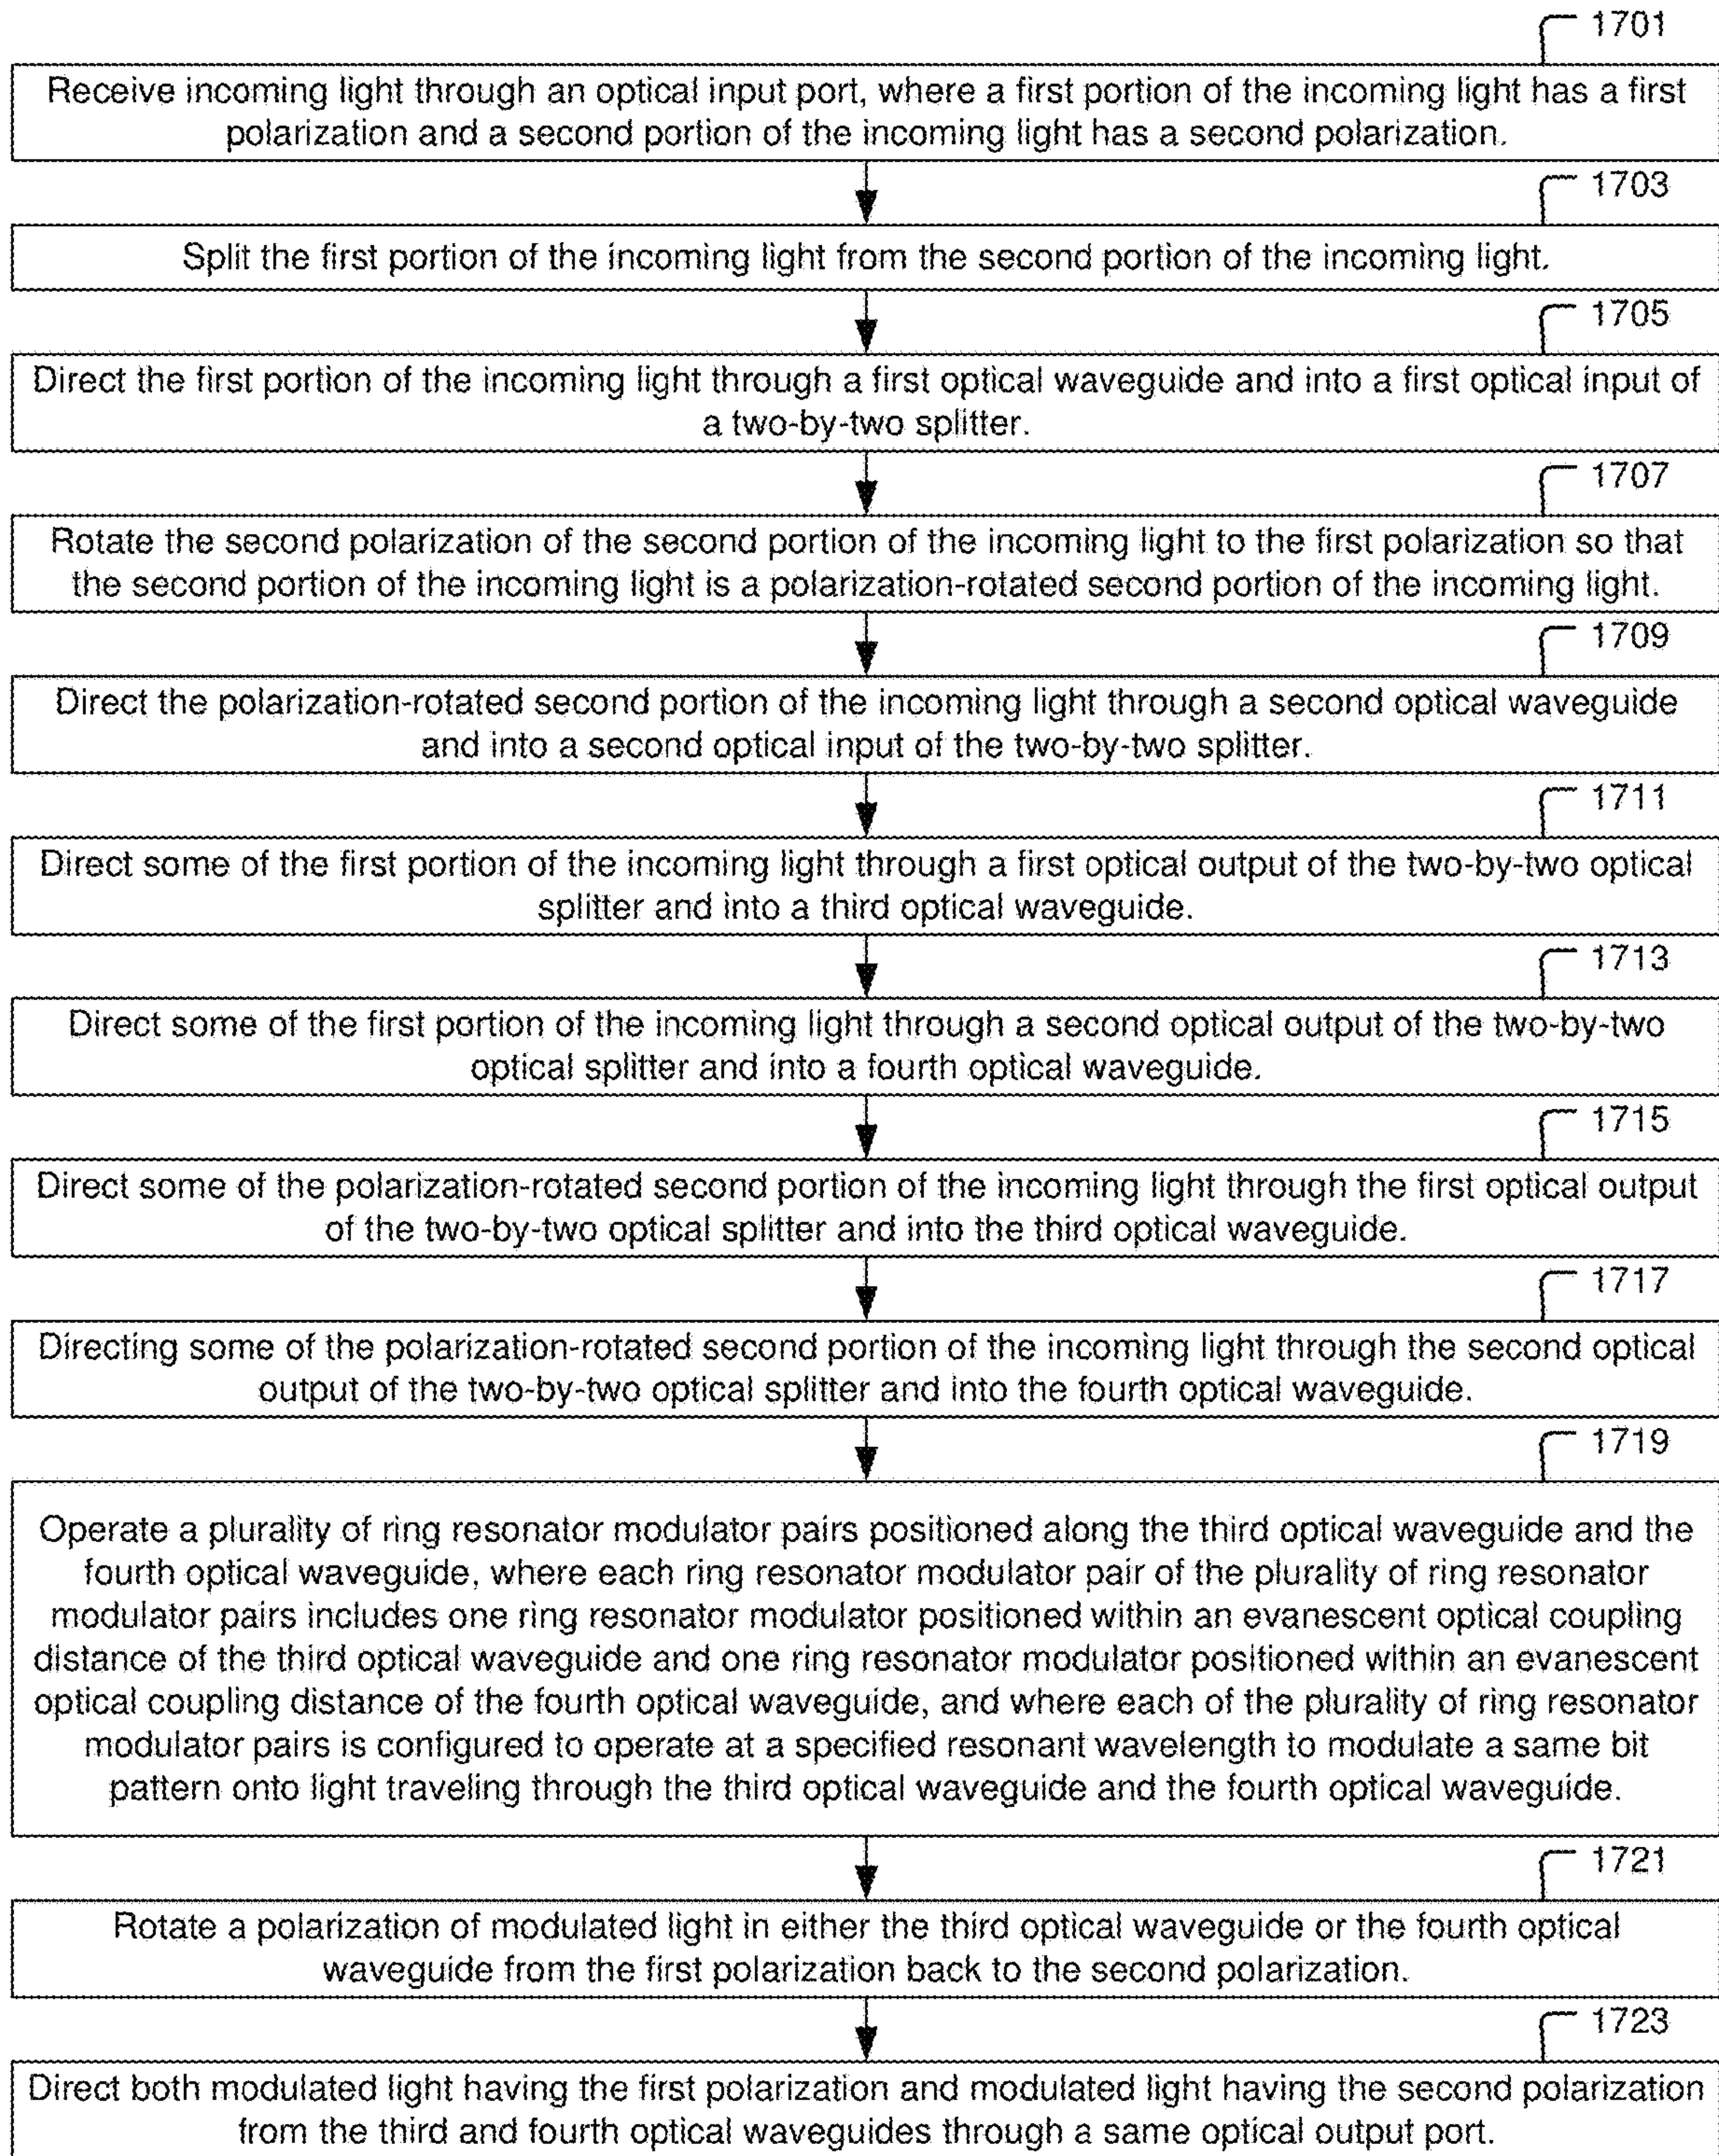 1701
Receive incoming light through an optical input port, where a first portion of the incoming light has a first
polarization and a second portion of the incoming light has a second polarization.
1703
Split the first portion of the incoming light from the second portion of the incoming light.
1705
Direct the first portion of the incoming light through a first optical waveguide and into a first optical input of
a two-by-two splitter.
1707
Rotate the second polarization of the second portion of the incoming light to the first polarization so that
the second portion of the incoming light is a polarization-rotated second portion of the incoming light.
1709
Direct the polarization-rotated second portion of the incoming light through a second optical waveguide
and into a second optical input of the two-by-two splitter.
1711
Direct some of the first portion of the incoming light through a first optical output of the two-by-two optical
splitter and into a third optical waveguide.
1713
Direct some of the first portion of the incoming light through a second optical output of the two-by-two
optical splitter and into a fourth optical waveguide.
1715
Direct some of the polarization-rotated second portion of the incoming light through the first optical output
of the two-by-two optical splitter and into the third optical waveguide.
1717
Directing some of the polarization-rotated second portion of the incoming light through the second optical
output of the two-by-two optical splitter and into the fourth optical waveguide.
1719
Operate a plurality of ring resonator modulator pairs positioned along the third optical waveguide and the
fourth optical waveguide, where each ring resonator modulator pair of the plurality of ring resonator
modulator pairs includes one ring resonator modulator positioned within an evanescent optical coupling
distance of the third optical waveguide and one ring resonator modulator positioned within an evanescent
optical coupling distance of the fourth optical waveguide, and where each of the plurality of ring resonator
modulator pairs is configured to operate at a specified resonant wavelength to modulate a same bit
pattern onto light traveling through the third optical waveguide and the fourth optical waveguide.
1721
Rotate a polarization of modulated light in either the third optical waveguide or the fourth optical
waveguide from the first polarization back to the second polarization.
1723
Direct both modulated light having the first polarization and modulated light having the second polarization
from the third and fourth optical waveguides through a same optical output port.